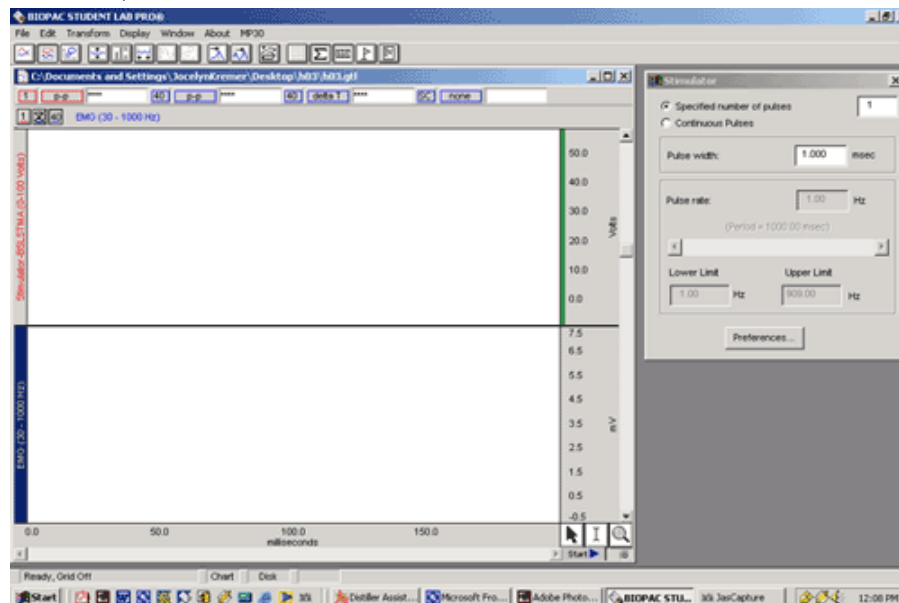 BIOPAC STUDENT LAB PRO®
File Edit Transform Display Window About MP30
C:\Documents and Settings\JocelynKremer\Desktop\h03\h03.gtl
1 p-p **** 40 p-p **** 40 delta T **** SC none
1 40 EMG (30 - 1000 Hz)
Stimulator -BSLSTMA (0-100 Volts)
50.0
40.0
30.0
20.0
10.0
0.0
Volts
EMG (30 - 1000 Hz)
7.5
6.5
5.5
4.5
3.5
2.5
1.5
0.5
-0.5
mV
0.0 50.0 100.0 150.0
milliseconds
Start
Ready, Grid Off Chart Disk
Stimulator
Specified number of pulses 1
Continuous Pulses
Pulse width: 1.000 msec
Pulse rate: 1.00 Hz
(Period = 1000.00 msec)
Lower Limit Upper Limit
1.00 Hz 909.00 Hz
Preferences...
Start Distiller Assist... Microsoft Fro... Adobe Photo... BIOPAC STU... JasCapture 12:08 PM